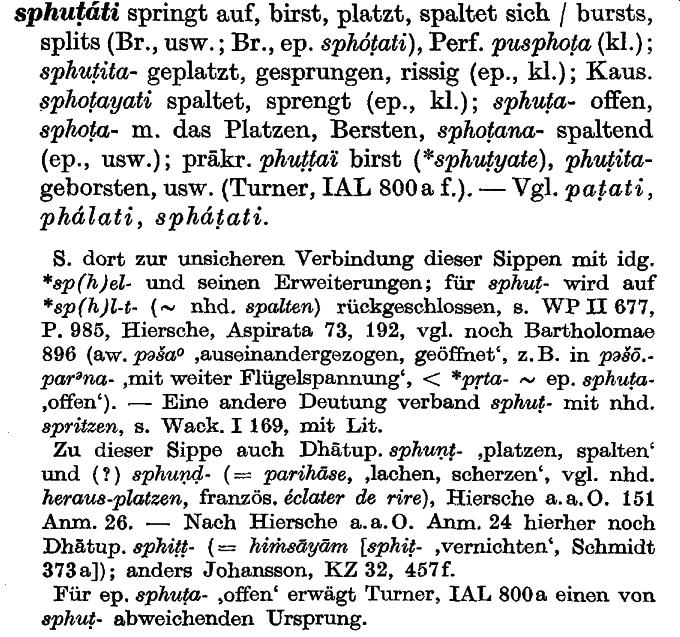 sphuṭáti springt auf, birst, platzt, spaltet sich / bursts,
splits (Br., usw.; Br., ep. sphóṭati), Perf. pusphoṭa (kl.);
sphuṭita- geplatzt, gesprungen, rissig (ep., kl.); Kaus.
sphoṭayati spaltet, sprengt (ep., kl.); sphuṭa- offen,
sphoṭa- m. das Platzen, Bersten, sphoṭana- spaltend
(ep., usw.); präkr. phuṭṭaï birst (*sphuṭyate), phuṭita-
geborsten, usw. (Turner, IAL 800a f.). — Vgl. paṭati,
phálati, spháṭati.
S. dort zur unsicheren Verbindung dieser Sippen mit idg.
*sp(h)el- und seinen Erweiterungen; für sphuṭ- wird auf
*sp(h)l̥-t- (~ nhd. spalten) rückgeschlossen, s. WP II 677,
P. 985, Hiersche, Aspirata 73, 192, vgl. noch Bartholomae
896 (aw. pəšaº ‚auseinandergezogen, geöffnet‘, z.B. in pəšō.-
parᵊna- ‚mit weiter Flügelspannung‘, < *pṛta- ~ ep. sphuṭa-
‚offen‘). — Eine andere Deutung verband sphuṭ- mit nhd.
spritzen, s. Wack. I 169, mit Lit.
Zu dieser Sippe auch Dhātup. sphuṇṭ- ‚platzen, spalten‘
und (?) sphuṇḍ- (= parihāse, ‚lachen, scherzen‘, vgl. nhd.
heraus-platzen, französ. éclater de rire), Hiersche a.a.O. 151
Anm. 26. — Nach Hiersche a.a.O. Anm. 24 hierher noch
Dhātup. sphiṭṭ- (= hiṁsāyām [sphiṭ- ‚vernichten‘, Schmidt
373a]); anders Johansson, KZ 32, 457f.
Für ep. sphuṭa- ‚offen‘ erwägt Turner, IAL 800a einen von
sphuṭ- abweichenden Ursprung.